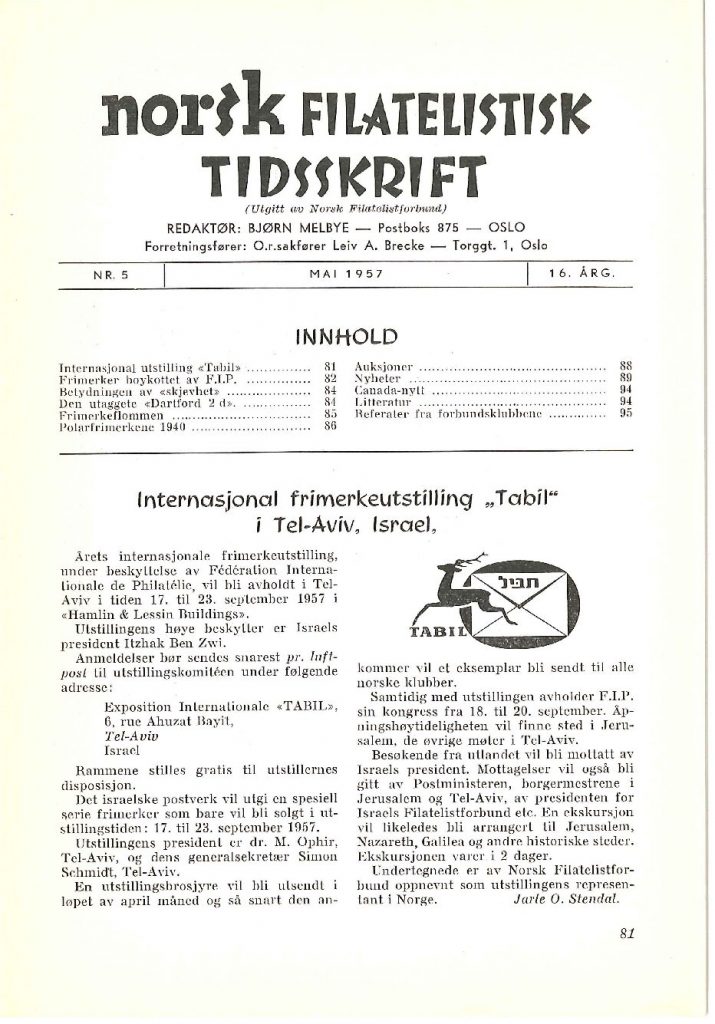 norsk FILATELISTISK
TIDSSKRIFT
(Utgitt av Norsk Filatelistforbund)
REDAKTØR: BJØRN MELBYE — Postboks 875 — OSLO
Forretningsfører: O.r.sakfører Leiv A. Brecke — Torggt. 1, Oslo
NR. 5 MAI 1957 16. ÅRG.
INNHOLD
Internasjonal utstilling «Tabil» .............. 81
Frimerker boykottet av F.I.P. ............... 82
Betydningen av «skjevhet» ................... 84
Den utaggete «Dartford 2 d». ............... 84
Frimerkeflommen ............................... 85
Polarfrimerkene 1940 .......................... 86
Auksjoner ......................................... 88
Nyheter ........................................... 89
Canada-nytt ...................................... 94
Litteratur ......................................... 94
Referater fra forbundsklubbene ............. 95
Internasjonal frimerkeutstilling „Tabil“
i Tel-Aviv, Israel,
Årets internasjonale frimerkeutstilling,
under beskyttelse av Fédération Interna-
tionale de Philatélie, vil bli avholdt i Tel-
Aviv i tiden 17. til 23. september 1957 i
«Hamlin & Lessin Buildings».
Utstillingens høye beskytter er Israels
president Itzhak Ben Zwi.
Anmeldelser bør sendes snarest pr. luft-
post til utstillingskomitéen under følgende
adresse:
Exposition Internationale «TABIL»,
6, rue Ahuzat Bayit,
Tel-Aviv
Israel
Rammene stilles gratis til utstillernes
disposisjon.
Det israelske postverk vil utgi en spesiell
serie frimerker som bare vil bli solgt i ut-
stillingstiden: 17. til 23. september 1957.
Utstillingens president er dr. M. Ophir,
Tel-Aviv, og dens generalsekretær Simon
Schmidt, Tel-Aviv.
En utstillingsbrosjyre vil bli utsendt i
løpet av april måned og så snart den an-
תביל
TABIL
kommer vil et eksemplar bli sendt til alle
norske klubber.
Samtidig med utstillingen avholder F.I.P.
sin kongress fra 18. til 20. september. Åp-
ningshøytideligheten vil finne sted i Jeru-
salem, de øvrige møter i Tel-Aviv.
Besøkende fra utlandet vil bli mottatt av
Israels president. Mottagelser vil også bli
gitt av Postministeren, borgermestrene i
Jerusalem og Tel-Aviv, av presidenten for
Israels Filatelistforbund etc. En ekskursjon
vil likeledes bli arrangert til Jerusalem,
Nazareth, Galilea og andre historiske steder.
Ekskursjonen varer i 2 dager.
Undertegnede er av Norsk Filatelistfor-
bund oppnevnt som utstillingens represen-
tant i Norge. Jarle O. Stendal.
81